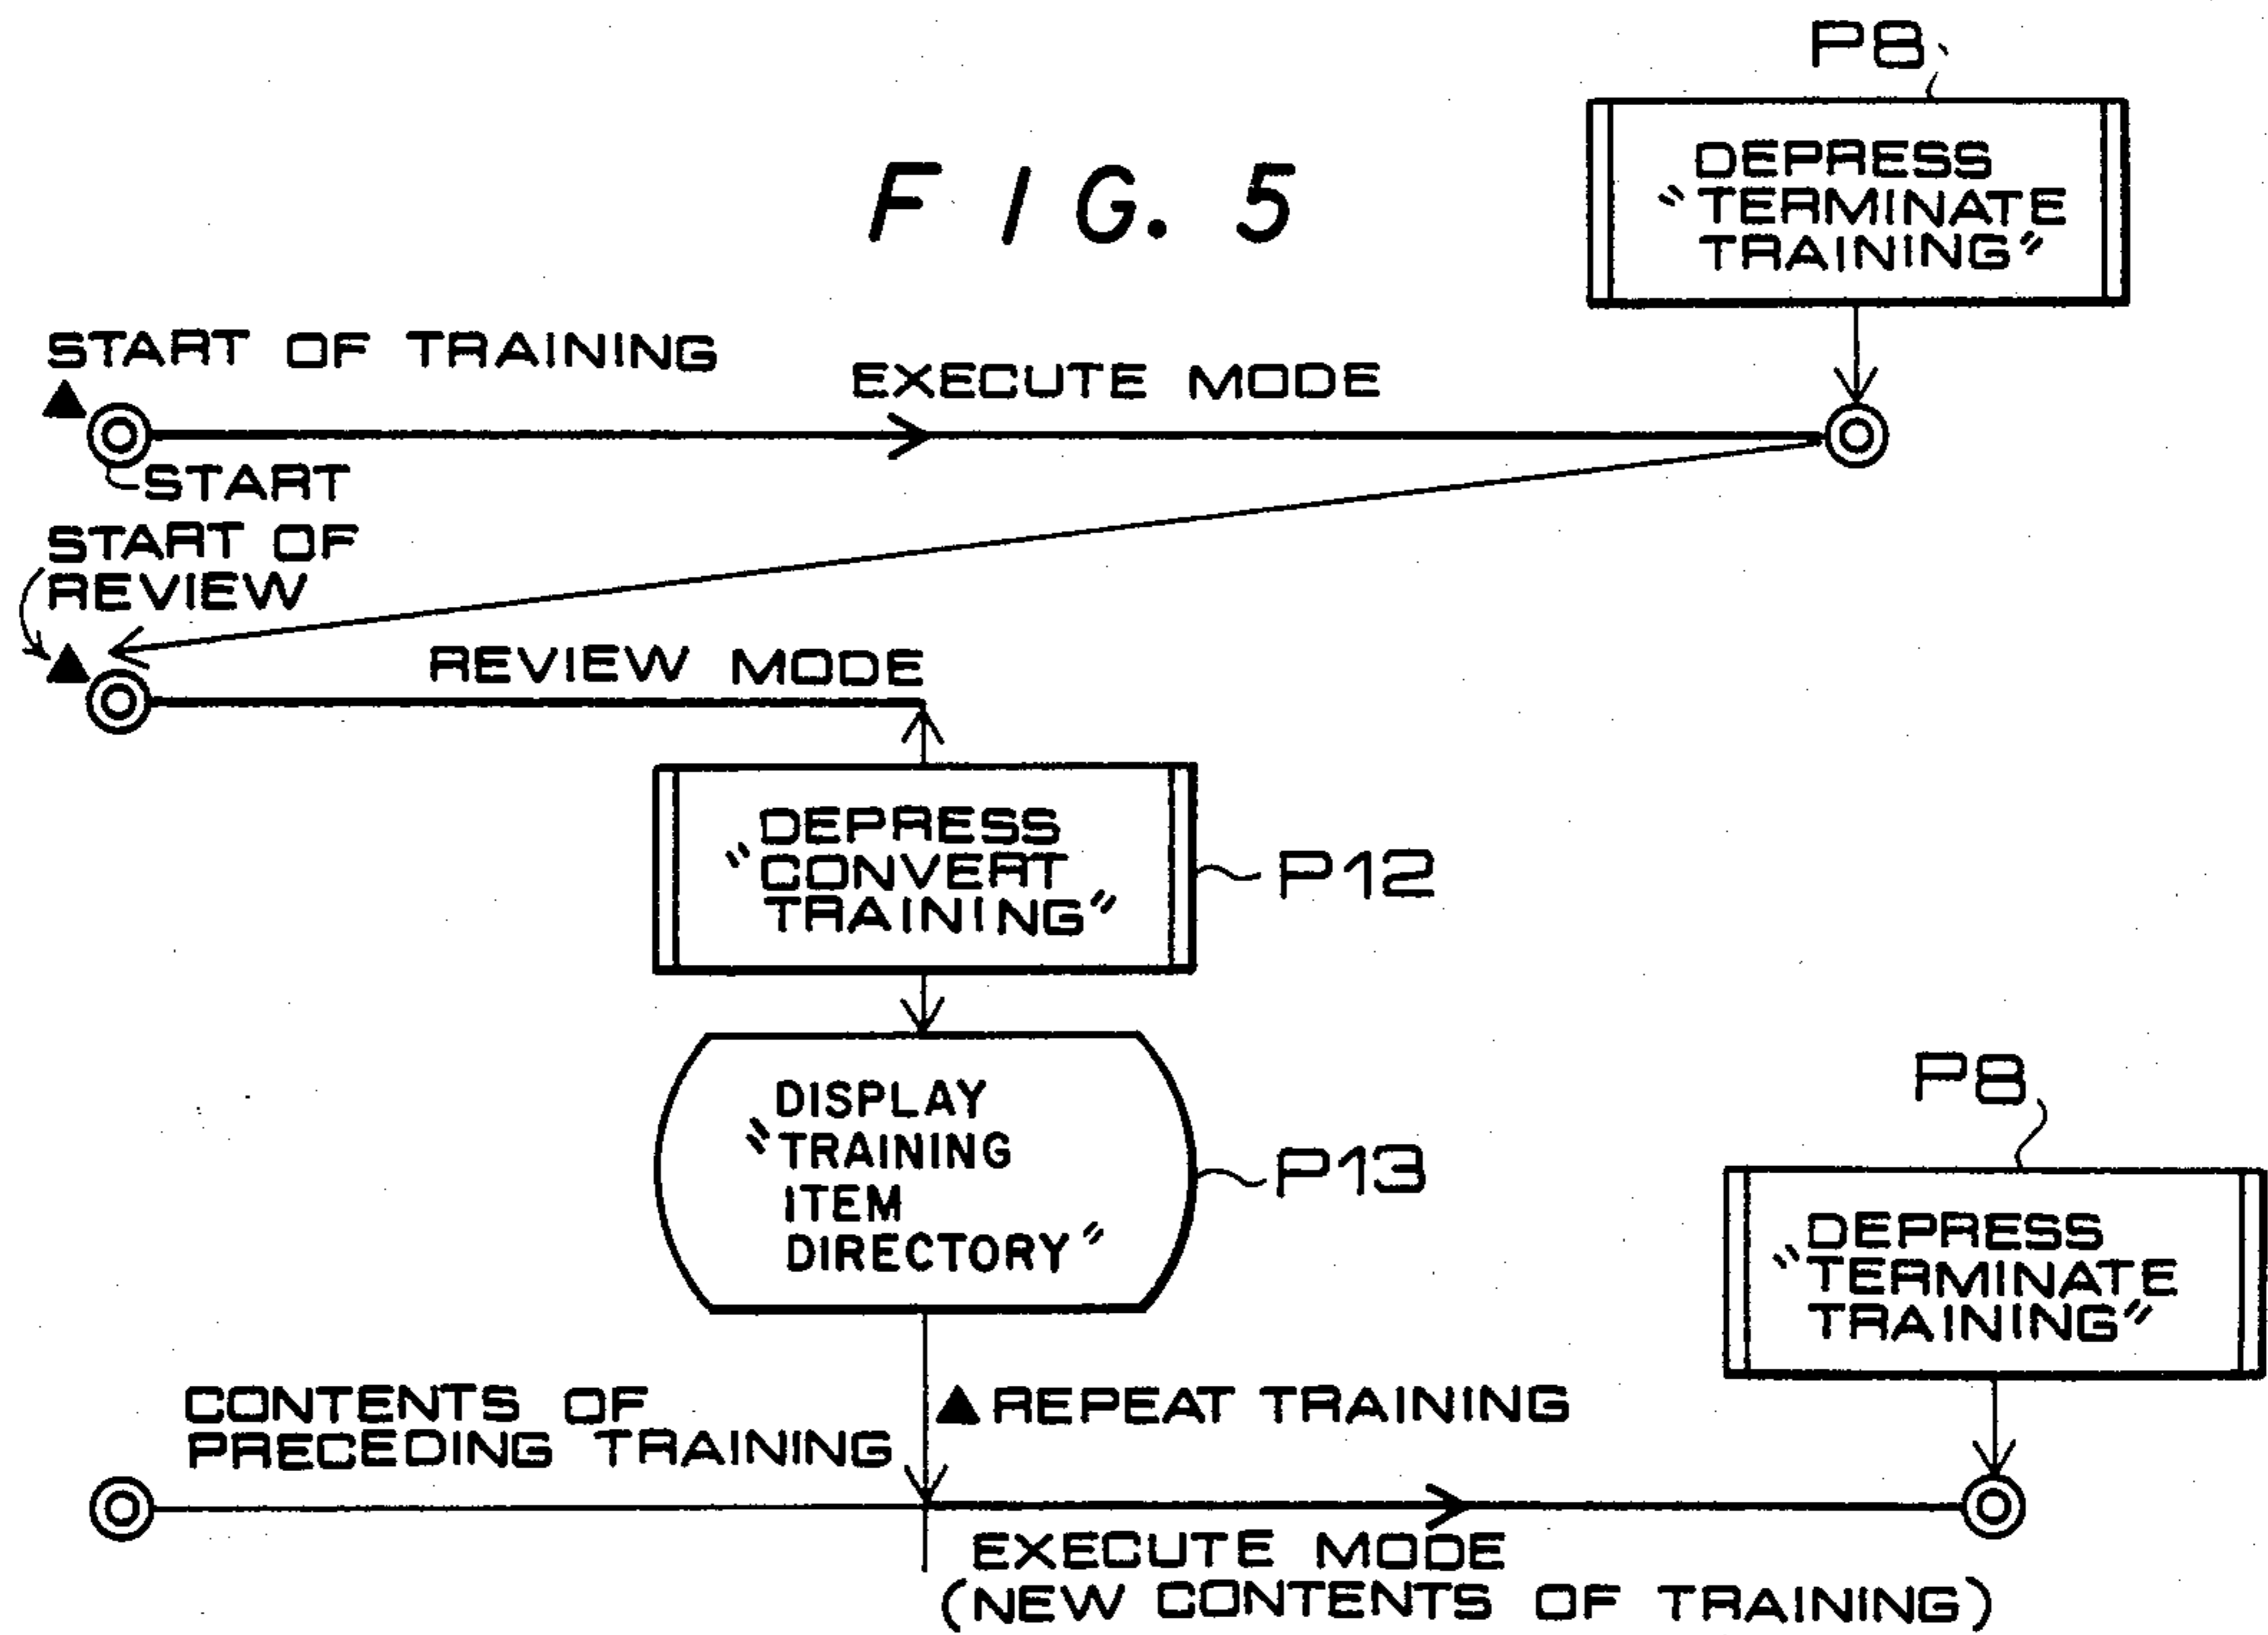 P8
DEPRESS
"TERMINATE
TRAINING"
FIG. 5
START OF TRAINING
EXECUTE MODE
START
START OF
REVIEW
REVIEW MODE
DEPRESS
"CONVERT
TRAINING"
P12
DISPLAY
"TRAINING
ITEM
DIRECTORY"
P13
P8
DEPRESS
"TERMINATE
TRAINING"
CONTENTS OF
PRECEDING TRAINING
REPEAT TRAINING
EXECUTE MODE
(NEW CONTENTS OF TRAINING)